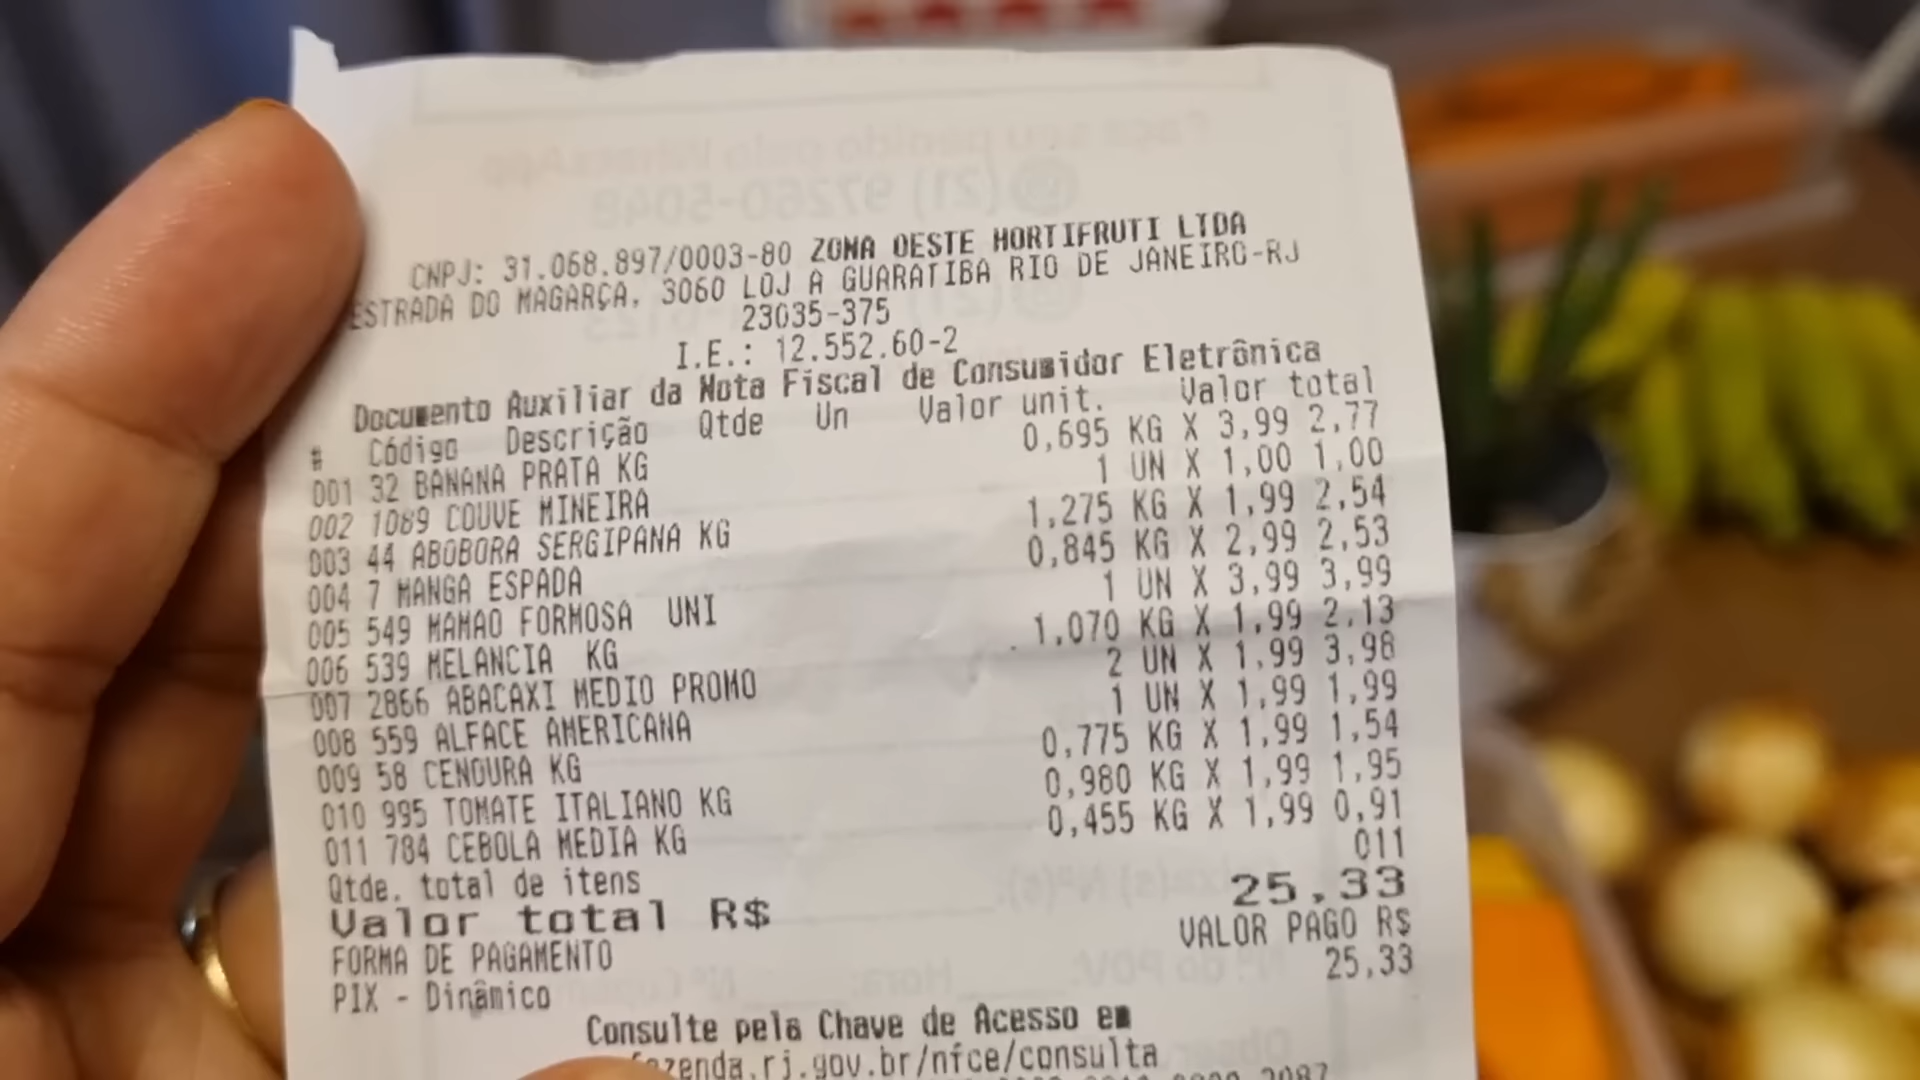 CNPJ: 31.068.897/0003-80 ZONA OESTE HORTIFRUTI LTDA
ESTRADA DO MAGARÇA, 3060 LOJ A GUARATIBA RIO DE JANEIRO-RJ
23035-375
I.E.: 12.552.60-2
Documento Auxiliar da Nota Fiscal de Consumidor Eletrônica
# Código Descrição Qtde Un Valor unit. Valor total
001 32 BANANA PRATA KG 0,695 KG X 3,99 2,77
002 1089 COUVE MINEIRA 1 UN X 1,00 1,00
003 44 ABOBORA SERGIPANA KG 1,275 KG X 1,99 2,54
004 7 MANGA ESPADA 0,845 KG X 2,99 2,53
005 549 MAMAO FORMOSA UNI 1 UN X 3,99 3,99
006 539 MELANCIA KG 1,070 KG X 1,99 2,13
007 2866 ABACAXI MEDIO PROMO 2 UN X 1,99 3,98
008 559 ALFACE AMERICANA 1 UN X 1,99 1,99
009 58 CENOURA KG 0,775 KG X 1,99 1,54
010 995 TOMATE ITALIANO KG 0,980 KG X 1,99 1,95
011 784 CEBOLA MEDIA KG 0,455 KG X 1,99 0,91
Qtde. total de itens 011
Valor total R$ 25,33
FORMA DE PAGAMENTO VALOR PAGO R$
PIX - Dinâmico 25,33
Consulte pela Chave de Acesso em
fazenda.rj.gov.br/nfce/consulta